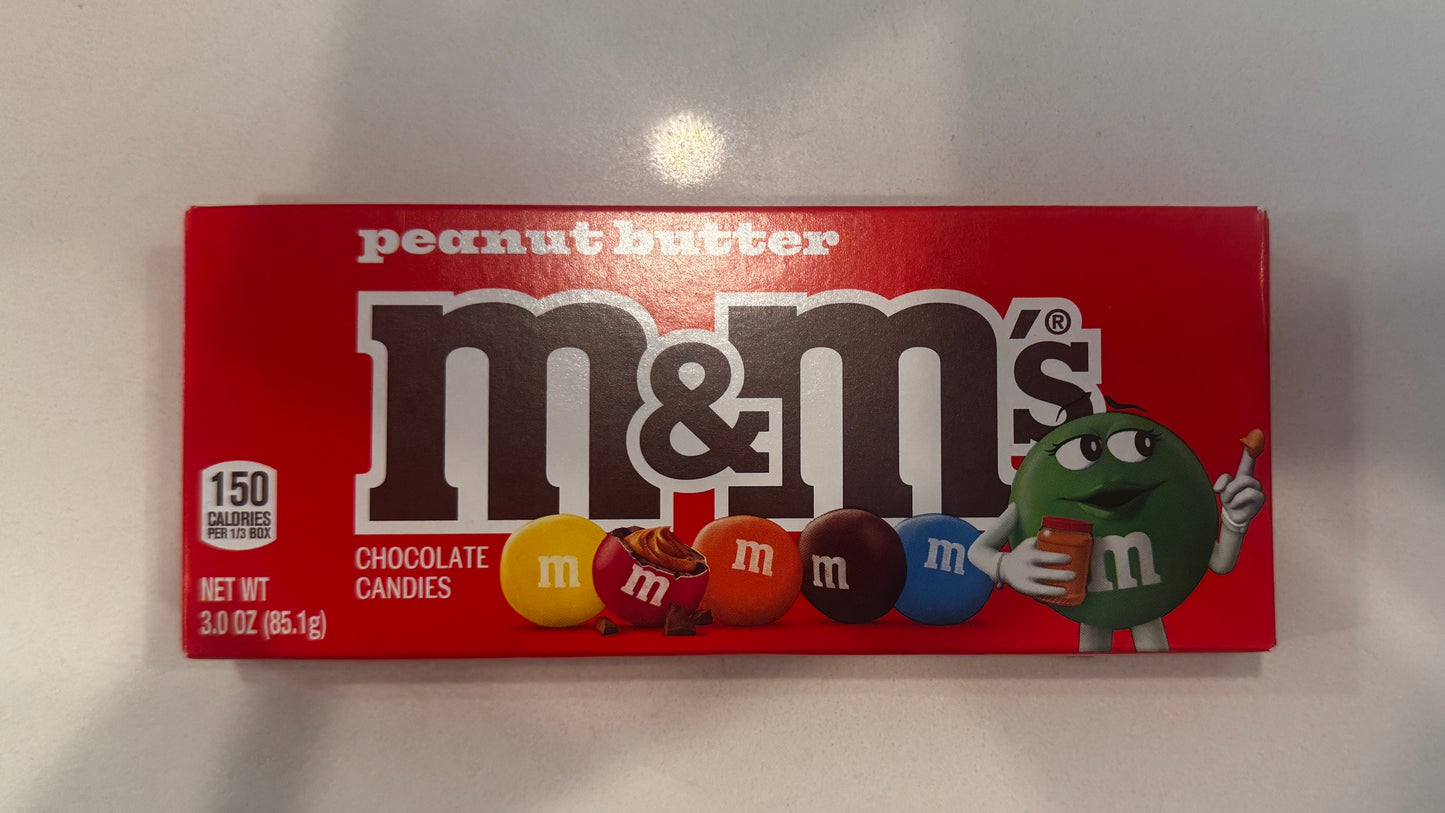 peanut butter
m&m's®
150
CALORIES
PER 1/3 BOX
CHOCOLATE
CANDIES
NET WT
3.0 OZ (85.1g)
m
m
m
m
m
m